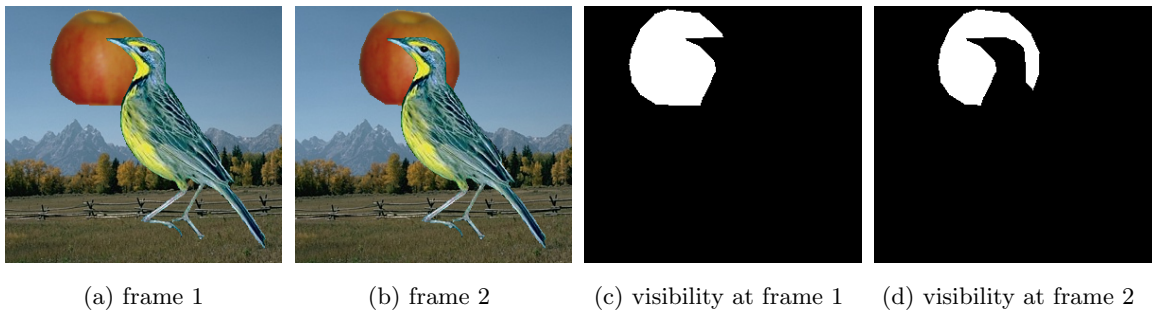 (a) frame 1
(b) frame 2
(c) visibility at frame 1
(d) visibility at frame 2